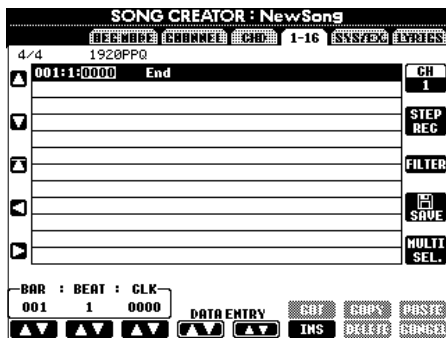 SONG CREATOR : NewSong
REC MODE CHANNEL CHD 1-16 SYS/EX. LYRICS
4/4 1920PPQ
001:1:0000 End
CH
1
STEP
REC
FILTER
SAVE
MULTI
SEL.
BAR : BEAT : CLK
001 1 0000
DATA ENTRY
CUT COPY PASTE
INS DELETE CANCEL